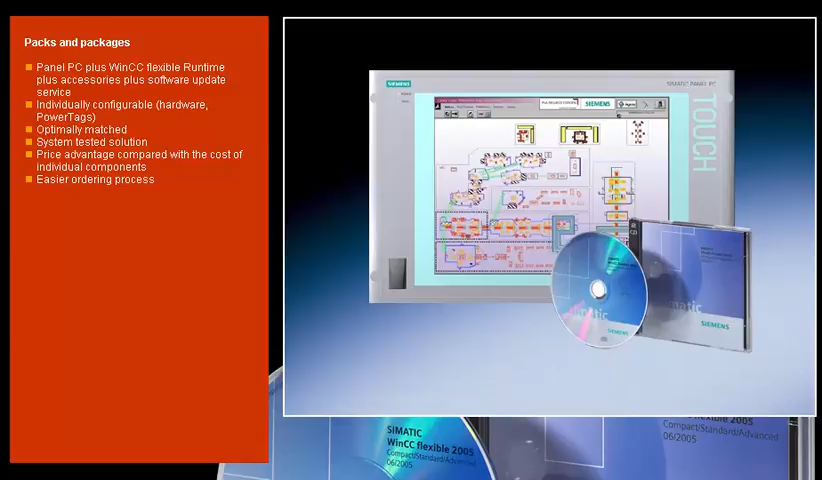 Packs and packages
Panel PC plus WinCC flexible Runtime
plus accessories plus software update
service
Individually configurable (hardware,
PowerTags)
Optimally matched
System tested solution
Price advantage compared with the cost of
individual components
Easier ordering process
SIEMENS
SIMATIC PANEL PC
SIEMENS
TOUCH
SIEMENS
SIEMENS
SIMATIC
WinCC flexible 2005
Compact/Standard/Advanced
06/2005
flexible 2005
Compact/Standard/Advanced
06/2005